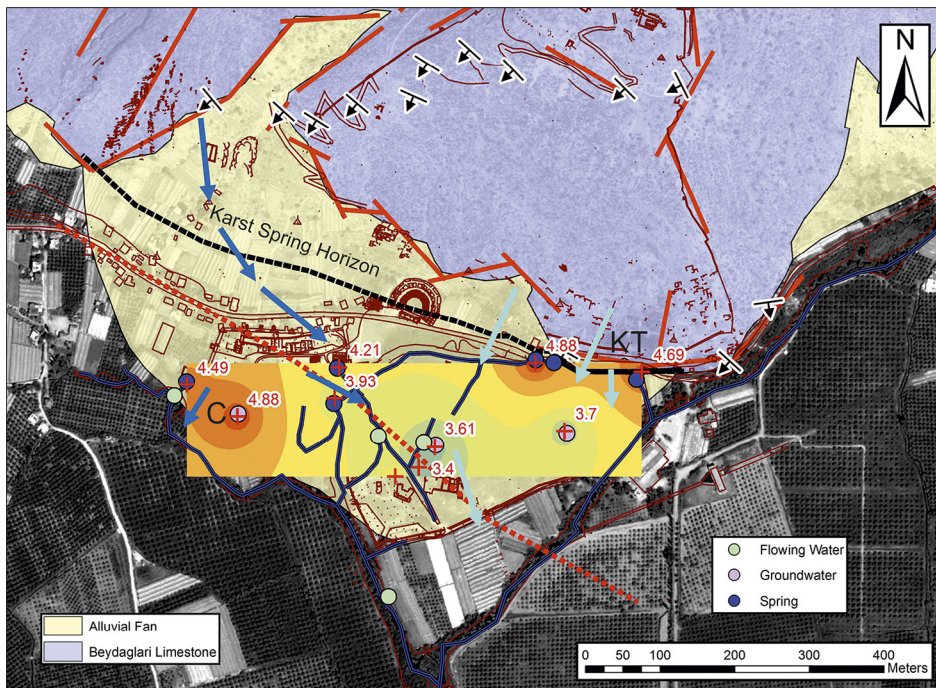 N
Karst Spring Horizon
KT
4.88
4.69
4.21
4.49
3.93
C
4.88
3.61
3.7
3.4
Flowing Water
Groundwater
Spring
Alluvial Fan
Beydaglari Limestone
0 50 100 200 300 400
Meters